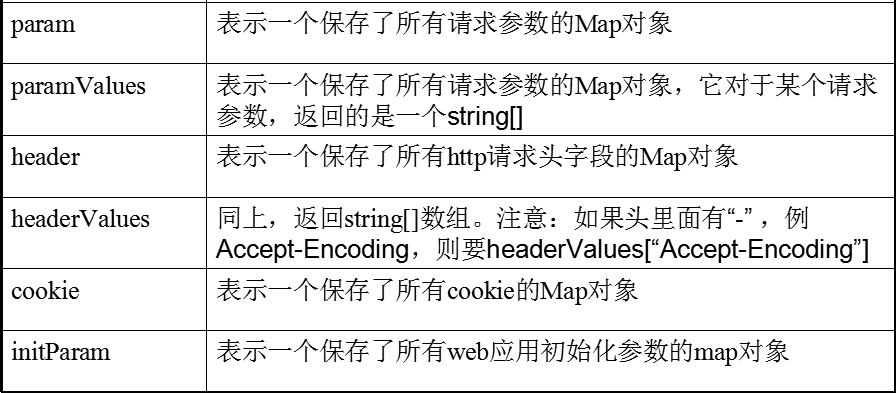 param 表示一个保存了所有请求参数的Map对象
paramValues 表示一个保存了所有请求参数的Map对象，它对于某个请求
参数，返回的是一个string[]
header 表示一个保存了所有http请求头字段的Map对象
headerValues 同上，返回string[]数组。注意：如果头里面有“-” ，例
Accept-Encoding，则要headerValues[“Accept-Encoding”]
cookie 表示一个保存了所有cookie的Map对象
initParam 表示一个保存了所有web应用初始化参数的map对象